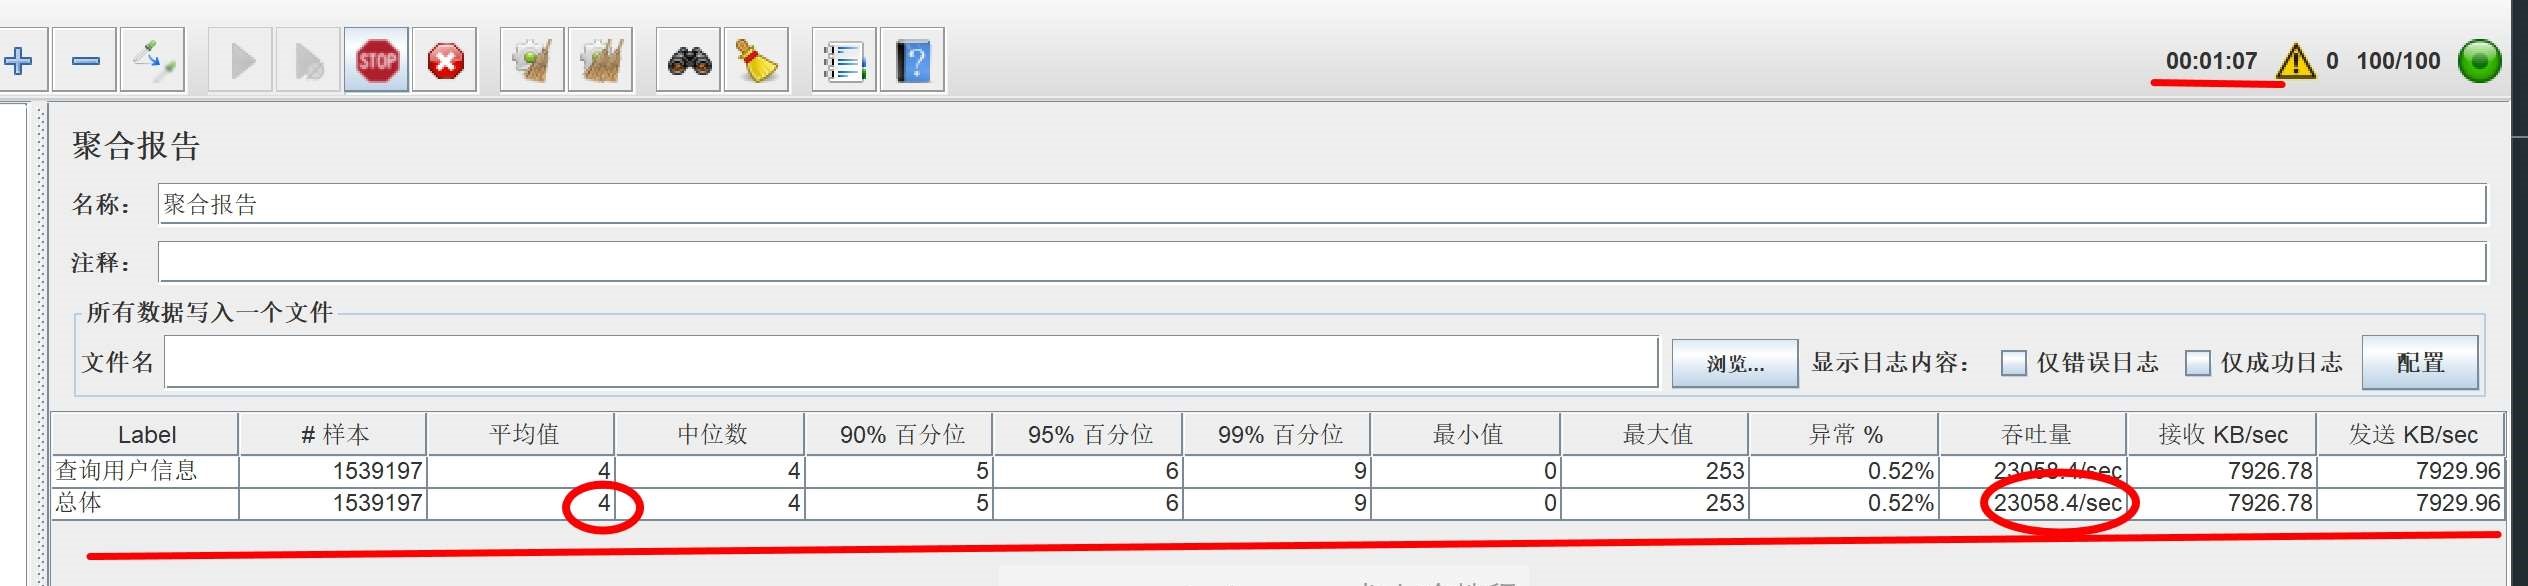 STOP
00:01:07 0 100/100
聚合报告
名称： 聚合报告
注释：
所有数据写入一个文件
文件名 浏览... 显示日志内容： 仅错误日志 仅成功日志 配置
Label # 样本 平均值 中位数 90% 百分位 95% 百分位 99% 百分位 最小值 最大值 异常 % 吞吐量 接收 KB/sec 发送 KB/sec
查询用户信息 1539197 4 4 5 6 9 0 253 0.52% 23058.4/sec 7926.78 7929.96
总体 1539197 4 4 5 6 9 0 253 0.52% 23058.4/sec 7926.78 7929.96